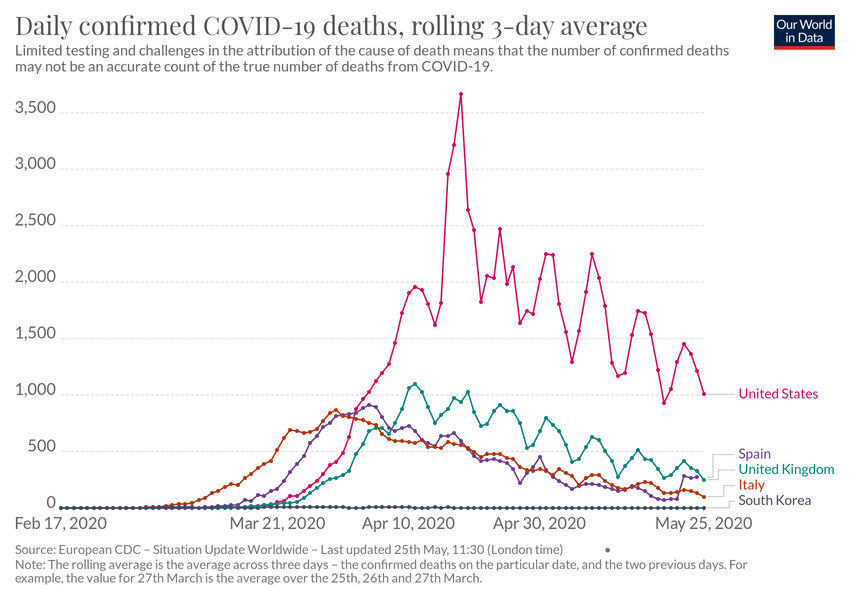 Daily confirmed COVID-19 deaths, rolling 3-day average
Our World
in Data
Limited testing and challenges in the attribution of the cause of death means that the number of confirmed deaths
may not be an accurate count of the true number of deaths from COVID-19.
3,500
3,000
2,500
2,000
1,500
1,000
500
0
United States
Spain
United Kingdom
Italy
South Korea
Feb 17, 2020
Mar 21, 2020
Apr 10, 2020
Apr 30, 2020
May 25, 2020
Source: European CDC – Situation Update Worldwide – Last updated 25th May, 11:30 (London time)
Note: The rolling average is the average across three days – the confirmed deaths on the particular date, and the two previous days. For
example, the value for 27th March is the average over the 25th, 26th and 27th March.